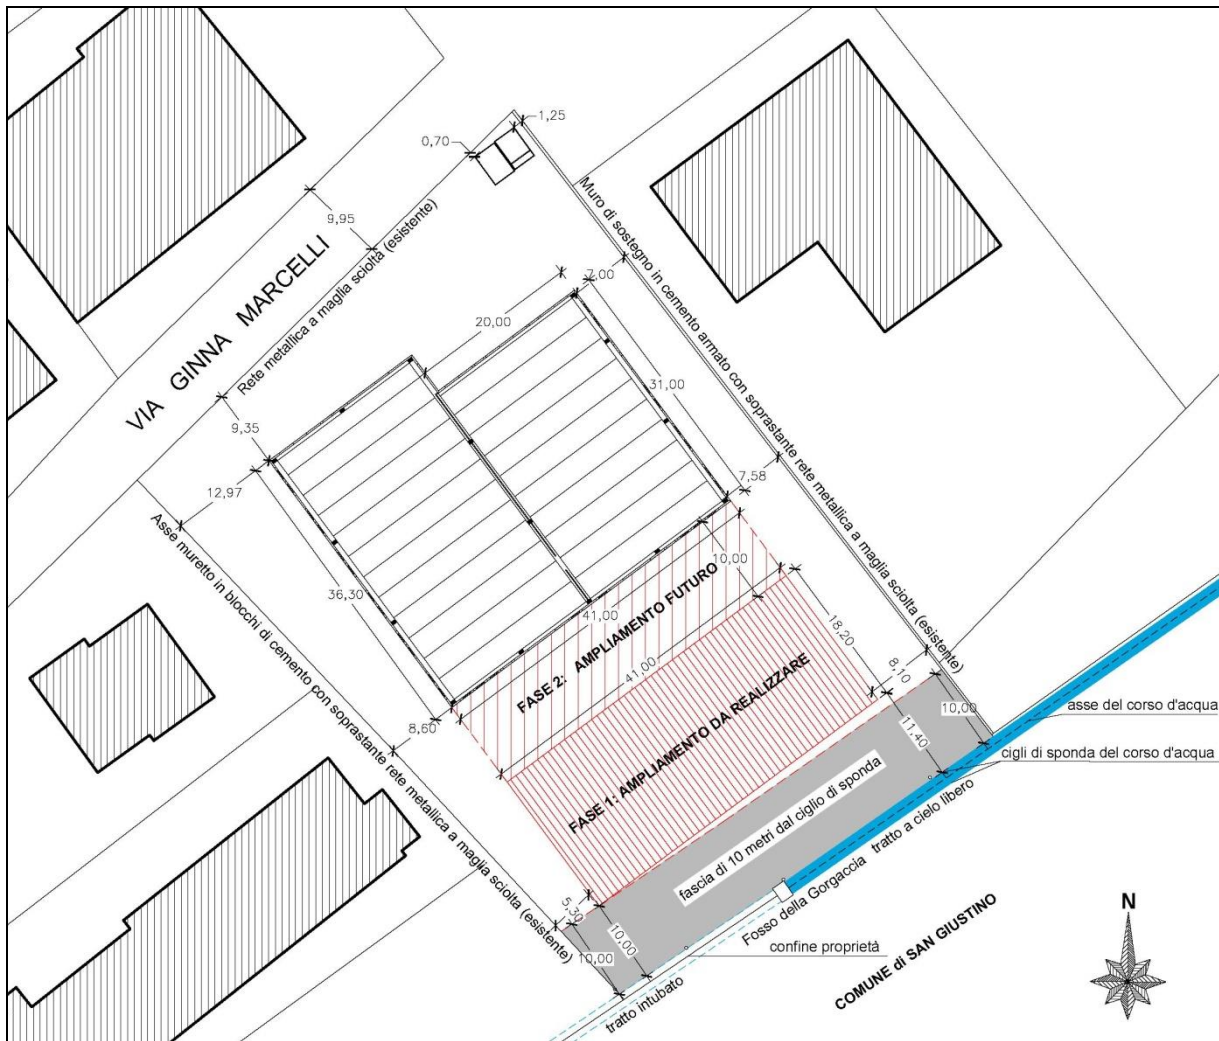 1,25
0,70
9,95
VIA GINNA MARCELLI
Rete metallica a maglia sciolta (esistente)
Muro di sostegno in cemento armato con soprastante rete metallica a maglia sciolta (esistente)
7,00
20,00
31,00
9,35
12,97
7,58
Asse muretto in blocchi di cemento con soprastante rete metallica a maglia sciolta (esistente)
36,30
10,00
41,00
FASE 2: AMPLIAMENTO FUTURO
41,00
18,20
8,60
8,10
FASE 1: AMPLIAMENTO DA REALIZZARE
10,00
11,40
asse del corso d'acqua
cigli di sponda del corso d'acqua
fascia di 10 metri dal ciglio di sponda
5,30
10,00
10,00
Fosso della Gorgaccia tratto a cielo libero
confine proprietà
tratto intubato
COMUNE di SAN GIUSTINO
N